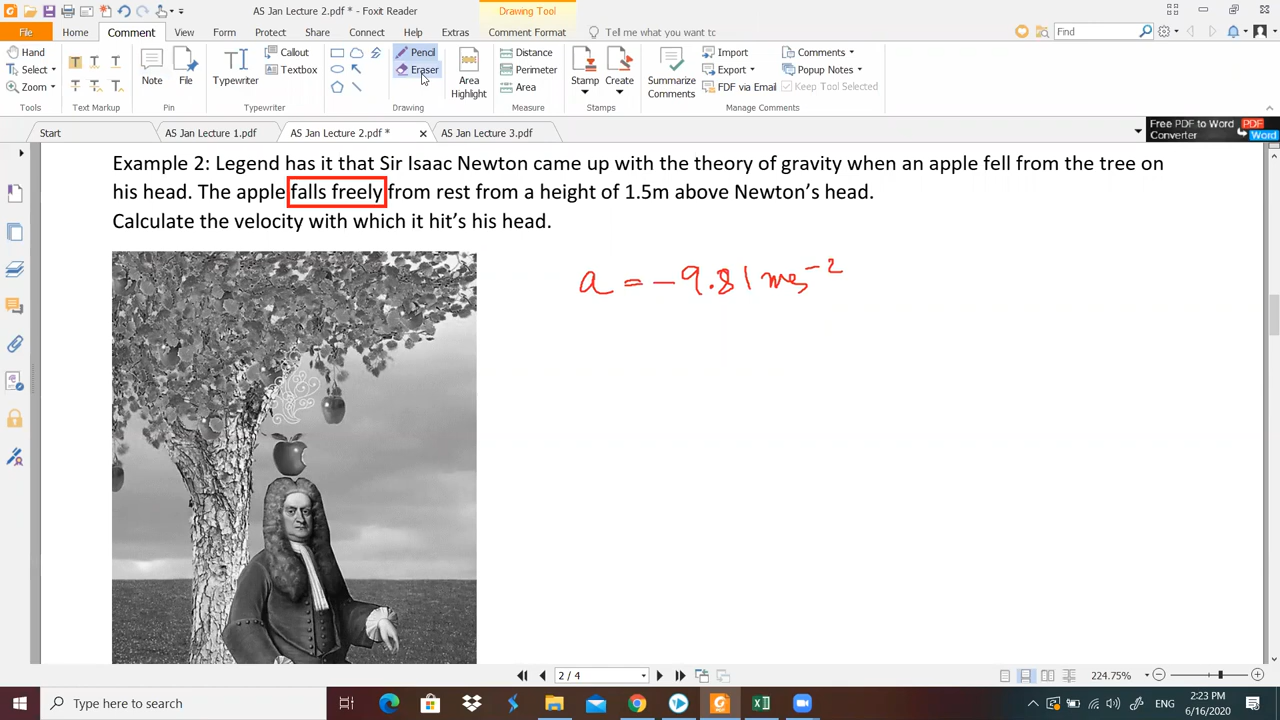 AS Jan Lecture 2.pdf * - Foxit Reader
Drawing Tool
File Home Comment View Form Protect Share Connect Help Extras Comment Format Tell me what you want to Find
Hand
Select
Zoom
Tools
Text Markup
Note
File
Pin
Typewriter
Callout
Textbox
Typewriter
Pencil
Eraser
Drawing
Area Highlight
Distance
Perimeter
Area
Measure
Stamp
Create
Stamps
Summarize Comments
Import
Export
FDF via Email
Comments
Popup Notes
Keep Tool Selected
Manage Comments
Start
AS Jan Lecture 1.pdf
AS Jan Lecture 2.pdf *
AS Jan Lecture 3.pdf
Free PDF to Word
Converter
PDF
Word
Example 2: Legend has it that Sir Isaac Newton came up with the theory of gravity when an apple fell from the tree on
his head. The apple falls freely from rest from a height of 1.5m above Newton's head.
Calculate the velocity with which it hit's his head.
a = -9.81 ms⁻²
2 / 4
224.75%
Type here to search
ENG
2:23 PM
6/16/2020